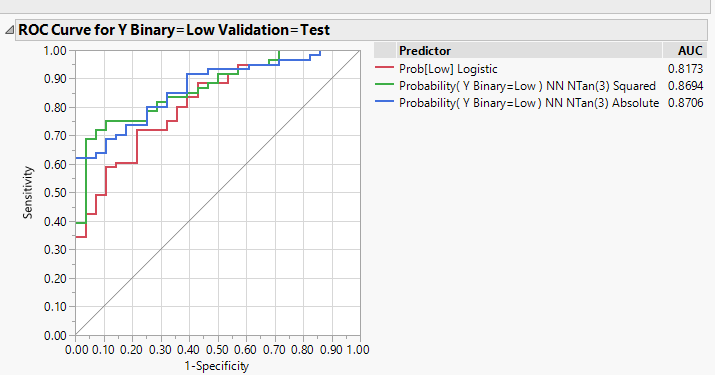 ROC Curve for Y Binary=Low Validation=Test
1.00
0.90
0.80
0.70
0.60
0.50
0.40
0.30
0.20
0.10
0.00
Sensitivity
0.00 0.10 0.20 0.30 0.40 0.50 0.60 0.70 0.80 0.90 1.00
1-Specificity
Predictor AUC
Prob[Low] Logistic 0.8173
Probability( Y Binary=Low ) NN NTan(3) Squared 0.8694
Probability( Y Binary=Low ) NN NTan(3) Absolute 0.8706